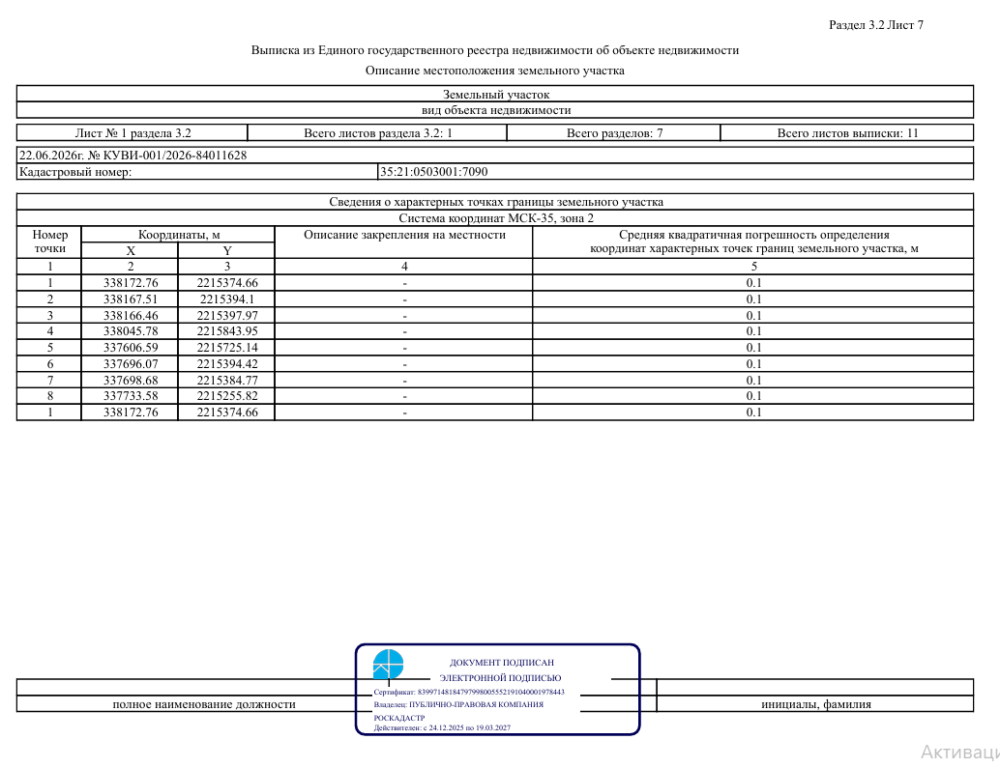 Раздел 3.2 Лист 7
Выписка из Единого государственного реестра недвижимости об объекте недвижимости
Описание местоположения земельного участка
Земельный участок
вид объекта недвижимости
Лист № 1 раздела 3.2 Всего листов раздела 3.2: 1 Всего разделов: 7 Всего листов выписки: 11
22.06.2026г. № КУВИ-001/2026-84011628
Кадастровый номер: 35:21:0503001:7090
Сведения о характерных точках границы земельного участка
Система координат МСК-35, зона 2
Номер точки Координаты, м Описание закрепления на местности Средняя квадратичная погрешность определения координат характерных точек границ земельного участка, м
X Y
1 2 3 4 5
1 338172.76 2215374.66 - 0.1
2 338167.51 2215394.1 - 0.1
3 338166.46 2215397.97 - 0.1
4 338045.78 2215843.95 - 0.1
5 337606.59 2215725.14 - 0.1
6 337696.07 2215394.42 - 0.1
7 337698.68 2215384.77 - 0.1
8 337733.58 2215255.82 - 0.1
1 338172.76 2215374.66 - 0.1
ДОКУМЕНТ ПОДПИСАН
ЭЛЕКТРОННОЙ ПОДПИСЬЮ
Сертификат: 83997148184797998005552191040001978443
Владелец: ПУБЛИЧНО-ПРАВОВАЯ КОМПАНИЯ
РОСКАДАСТР
Действителен: с 24.12.2025 по 19.03.2027
полное наименование должности инициалы, фамилия
Активаци